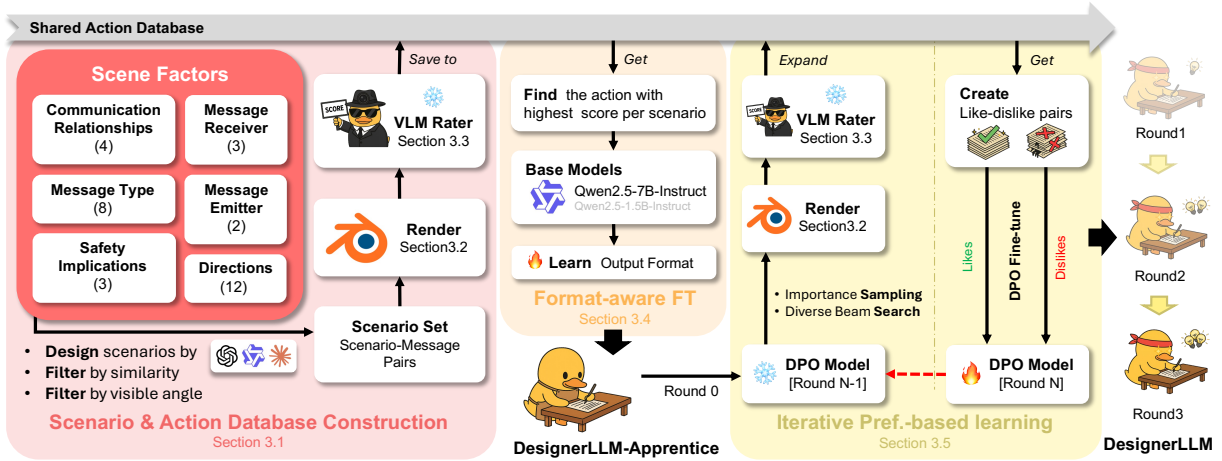 Shared Action Database
Scene Factors
Communication
Relationships
(4)
Message
Receiver
(3)
Message Type
(8)
Message
Emitter
(2)
Safety
Implications
(3)
Directions
(12)
Design scenarios by
Filter by similarity
Filter by visible angle
Save to
SCORE
VLM Rater
Section 3.3
Render
Section3.2
Scenario Set
Scenario-Message
Pairs
Scenario & Action Database Construction
Section 3.1
Get
Find the action with
highest score per scenario
Base Models
Qwen2.5-7B-Instruct
Qwen2.5-1.5B-Instruct
Learn Output Format
Format-aware FT
Section 3.4
DesignerLLM-Apprentice
Round 0
Expand
SCORE
VLM Rater
Section 3.3
Render
Section3.2
Importance Sampling
Diverse Beam Search
DPO Model
[Round N-1]
Get
Create
Like-dislike pairs
Likes
DPO Fine-tune
Dislikes
DPO Model
[Round N]
Iterative Pref.-based learning
Section 3.5
Round1
Round2
Round3
DesignerLLM